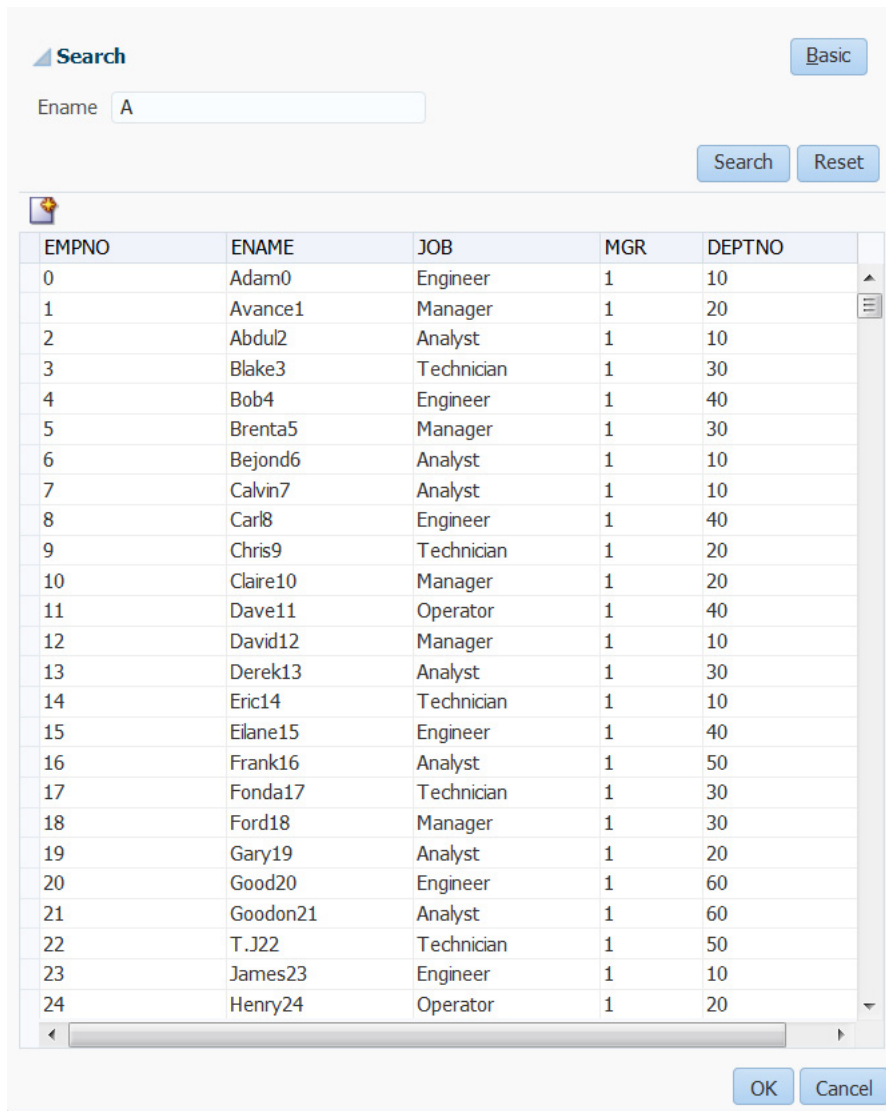 Search
Basic
Ename A
Search Reset
EMPNO ENAME JOB MGR DEPTNO
0 Adam0 Engineer 1 10
1 Avance1 Manager 1 20
2 Abdul2 Analyst 1 10
3 Blake3 Technician 1 30
4 Bob4 Engineer 1 40
5 Brenta5 Manager 1 30
6 Bejond6 Analyst 1 10
7 Calvin7 Analyst 1 10
8 Carl8 Engineer 1 40
9 Chris9 Technician 1 20
10 Claire10 Manager 1 20
11 Dave11 Operator 1 40
12 David12 Manager 1 10
13 Derek13 Analyst 1 30
14 Eric14 Technician 1 10
15 Eilane15 Engineer 1 40
16 Frank16 Analyst 1 50
17 Fonda17 Technician 1 30
18 Ford18 Manager 1 30
19 Gary19 Analyst 1 20
20 Good20 Engineer 1 60
21 Goodon21 Analyst 1 60
22 T.J22 Technician 1 50
23 James23 Engineer 1 10
24 Henry24 Operator 1 20
OK Cancel